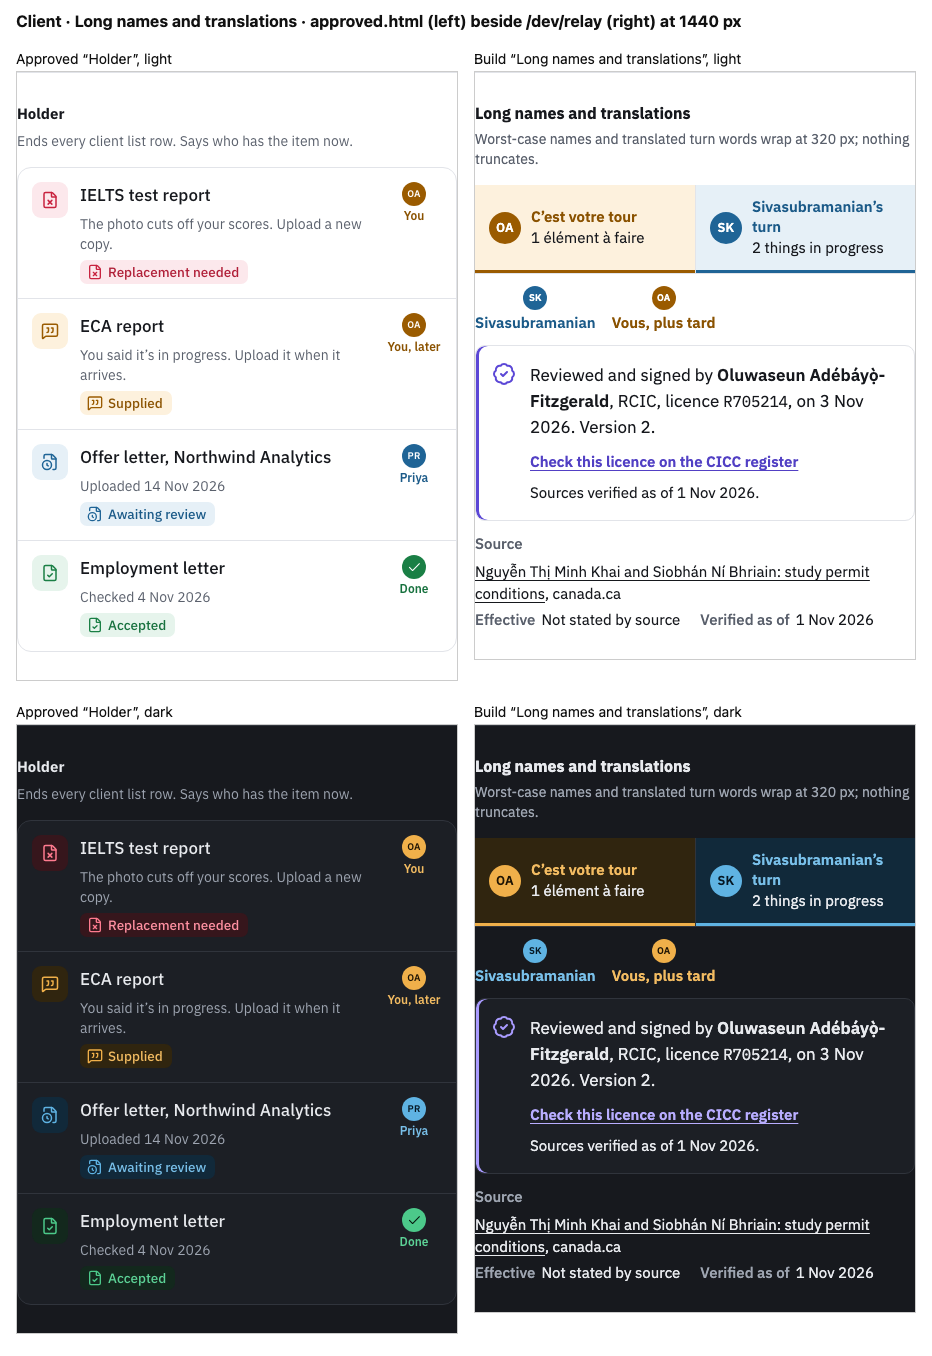 Client · Long names and translations · approved.html (left) beside /dev/relay (right) at 1440 px
Approved “Holder”, light
Holder
Ends every client list row. Says who has the item now.
IELTS test report
The photo cuts off your scores. Upload a new
copy.
Replacement needed
OA
You
ECA report
You said it’s in progress. Upload it when it
arrives.
Supplied
OA
You, later
Offer letter, Northwind Analytics
Uploaded 14 Nov 2026
Awaiting review
PR
Priya
Employment letter
Checked 4 Nov 2026
Accepted
Done
Build “Long names and translations”, light
Long names and translations
Worst-case names and translated turn words wrap at 320 px; nothing
truncates.
OA
C’est votre tour
1 élément à faire
SK
Sivasubramanian’s
turn
2 things in progress
SK
Sivasubramanian
OA
Vous, plus tard
Reviewed and signed by Oluwaseun Adébáyọ̀-
Fitzgerald, RCIC, licence R705214, on 3 Nov
2026. Version 2.
Check this licence on the CICC register
Sources verified as of 1 Nov 2026.
Source
Nguyễn Thị Minh Khai and Siobhán Ní Bhriain: study permit
conditions, canada.ca
Effective Not stated by source Verified as of 1 Nov 2026
Approved “Holder”, dark
Holder
Ends every client list row. Says who has the item now.
IELTS test report
The photo cuts off your scores. Upload a new
copy.
Replacement needed
OA
You
ECA report
You said it’s in progress. Upload it when it
arrives.
Supplied
OA
You, later
Offer letter, Northwind Analytics
Uploaded 14 Nov 2026
Awaiting review
PR
Priya
Employment letter
Checked 4 Nov 2026
Accepted
Done
Build “Long names and translations”, dark
Long names and translations
Worst-case names and translated turn words wrap at 320 px; nothing
truncates.
OA
C’est votre tour
1 élément à faire
SK
Sivasubramanian’s
turn
2 things in progress
SK
Sivasubramanian
OA
Vous, plus tard
Reviewed and signed by Oluwaseun Adébáyọ̀-
Fitzgerald, RCIC, licence R705214, on 3 Nov
2026. Version 2.
Check this licence on the CICC register
Sources verified as of 1 Nov 2026.
Source
Nguyễn Thị Minh Khai and Siobhán Ní Bhriain: study permit
conditions, canada.ca
Effective Not stated by source Verified as of 1 Nov 2026